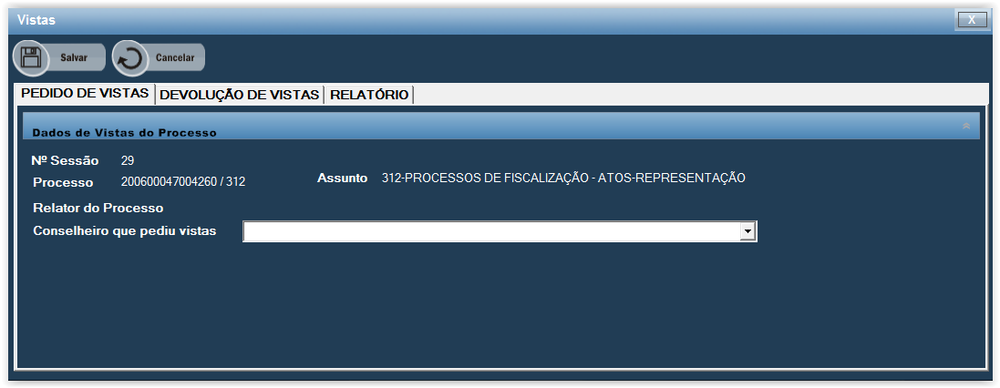 Vistas
X
Salvar Cancelar
PEDIDO DE VISTAS DEVOLUÇÃO DE VISTAS RELATÓRIO
Dados de Vistas do Processo
Nº Sessão 29
Processo 200600047004260 / 312 Assunto 312-PROCESSOS DE FISCALIZAÇÃO - ATOS-REPRESENTAÇÃO
Relator do Processo
Conselheiro que pediu vistas